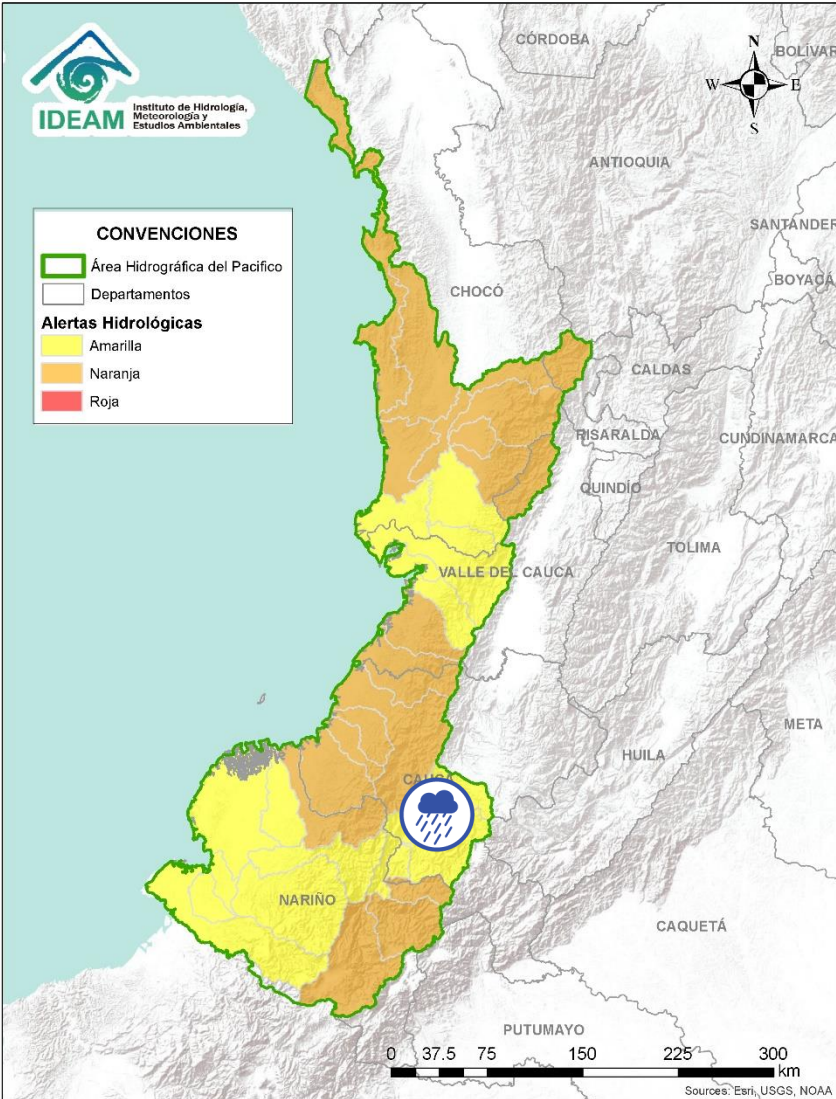 IDEAM
Instituto de Hidrología,
Meteorología y
Estudios Ambientales
N
W E
S
CÓRDOBA
BOLÍVAR
ANTIOQUIA
SANTANDER
BOYACÁ
CHOCÓ
CALDAS
RISARALDA
CUNDINAMARCA
QUINDÍO
TOLIMA
VALLE DEL CAUCA
META
HUILA
CAUCA
NARIÑO
CAQUETÁ
PUTUMAYO
CONVENCIONES
Área Hidrográfica del Pacifico
Departamentos
Alertas Hidrológicas
Amarilla
Naranja
Roja
0 37.5 75 150 225 300
km
Sources: Esri, USGS, NOAA